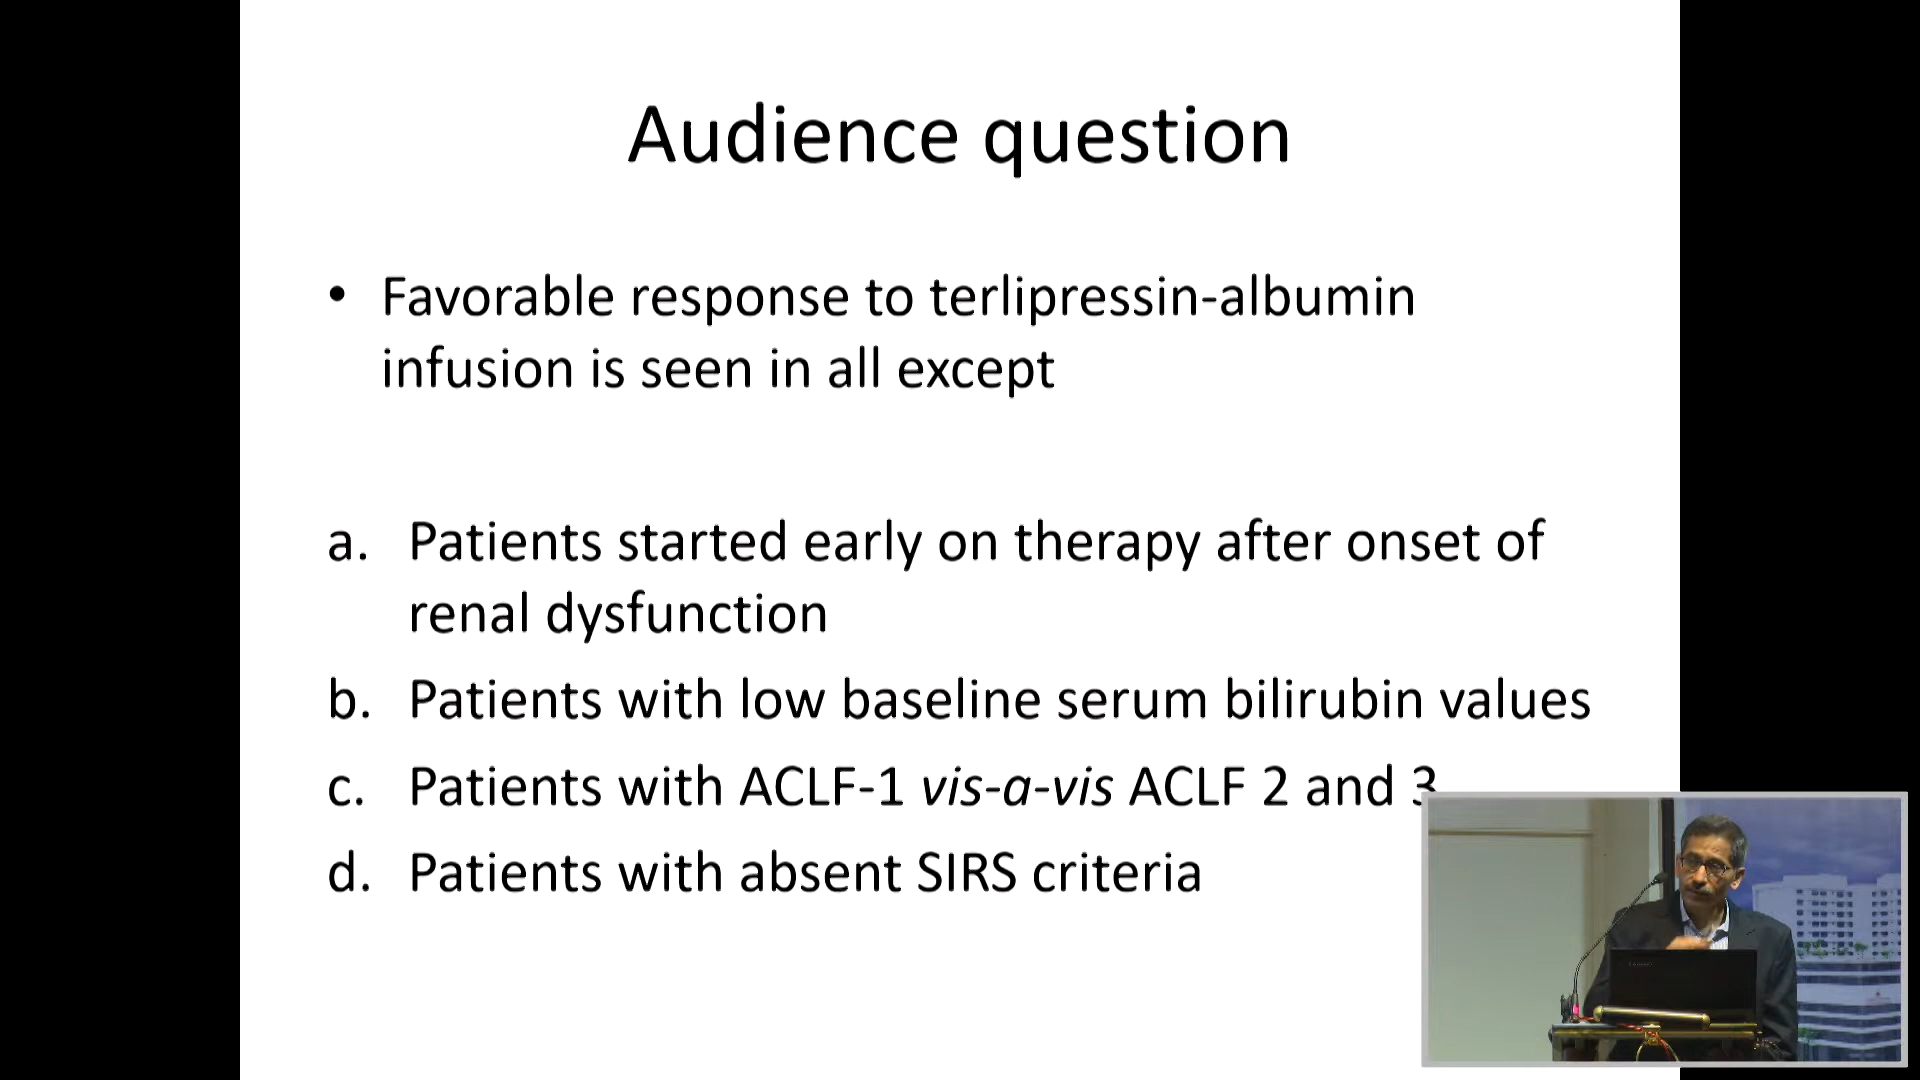 Audience question
• Favorable response to terlipressin-albumin
infusion is seen in all except
a. Patients started early on therapy after onset of
renal dysfunction
b. Patients with low baseline serum bilirubin values
c. Patients with ACLF-1 vis-a-vis ACLF 2 and 3
d. Patients with absent SIRS criteria